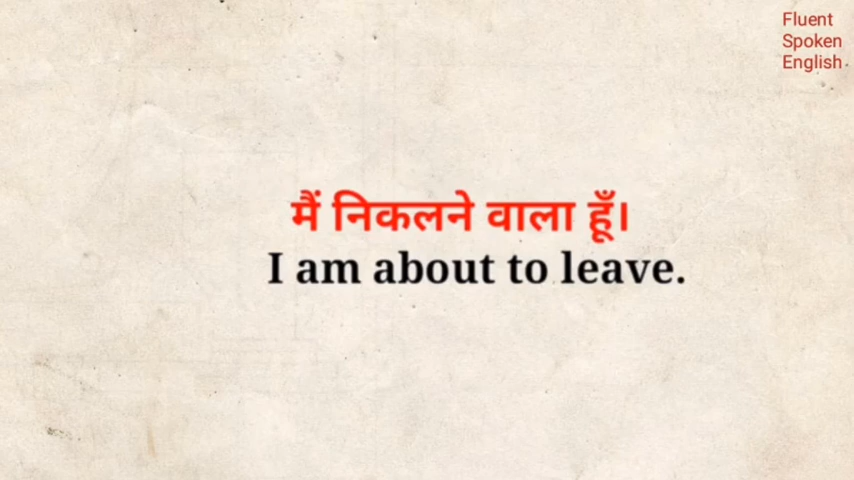 Fluent
Spoken
English
मैं निकलने वाला हूँ।
I am about to leave.